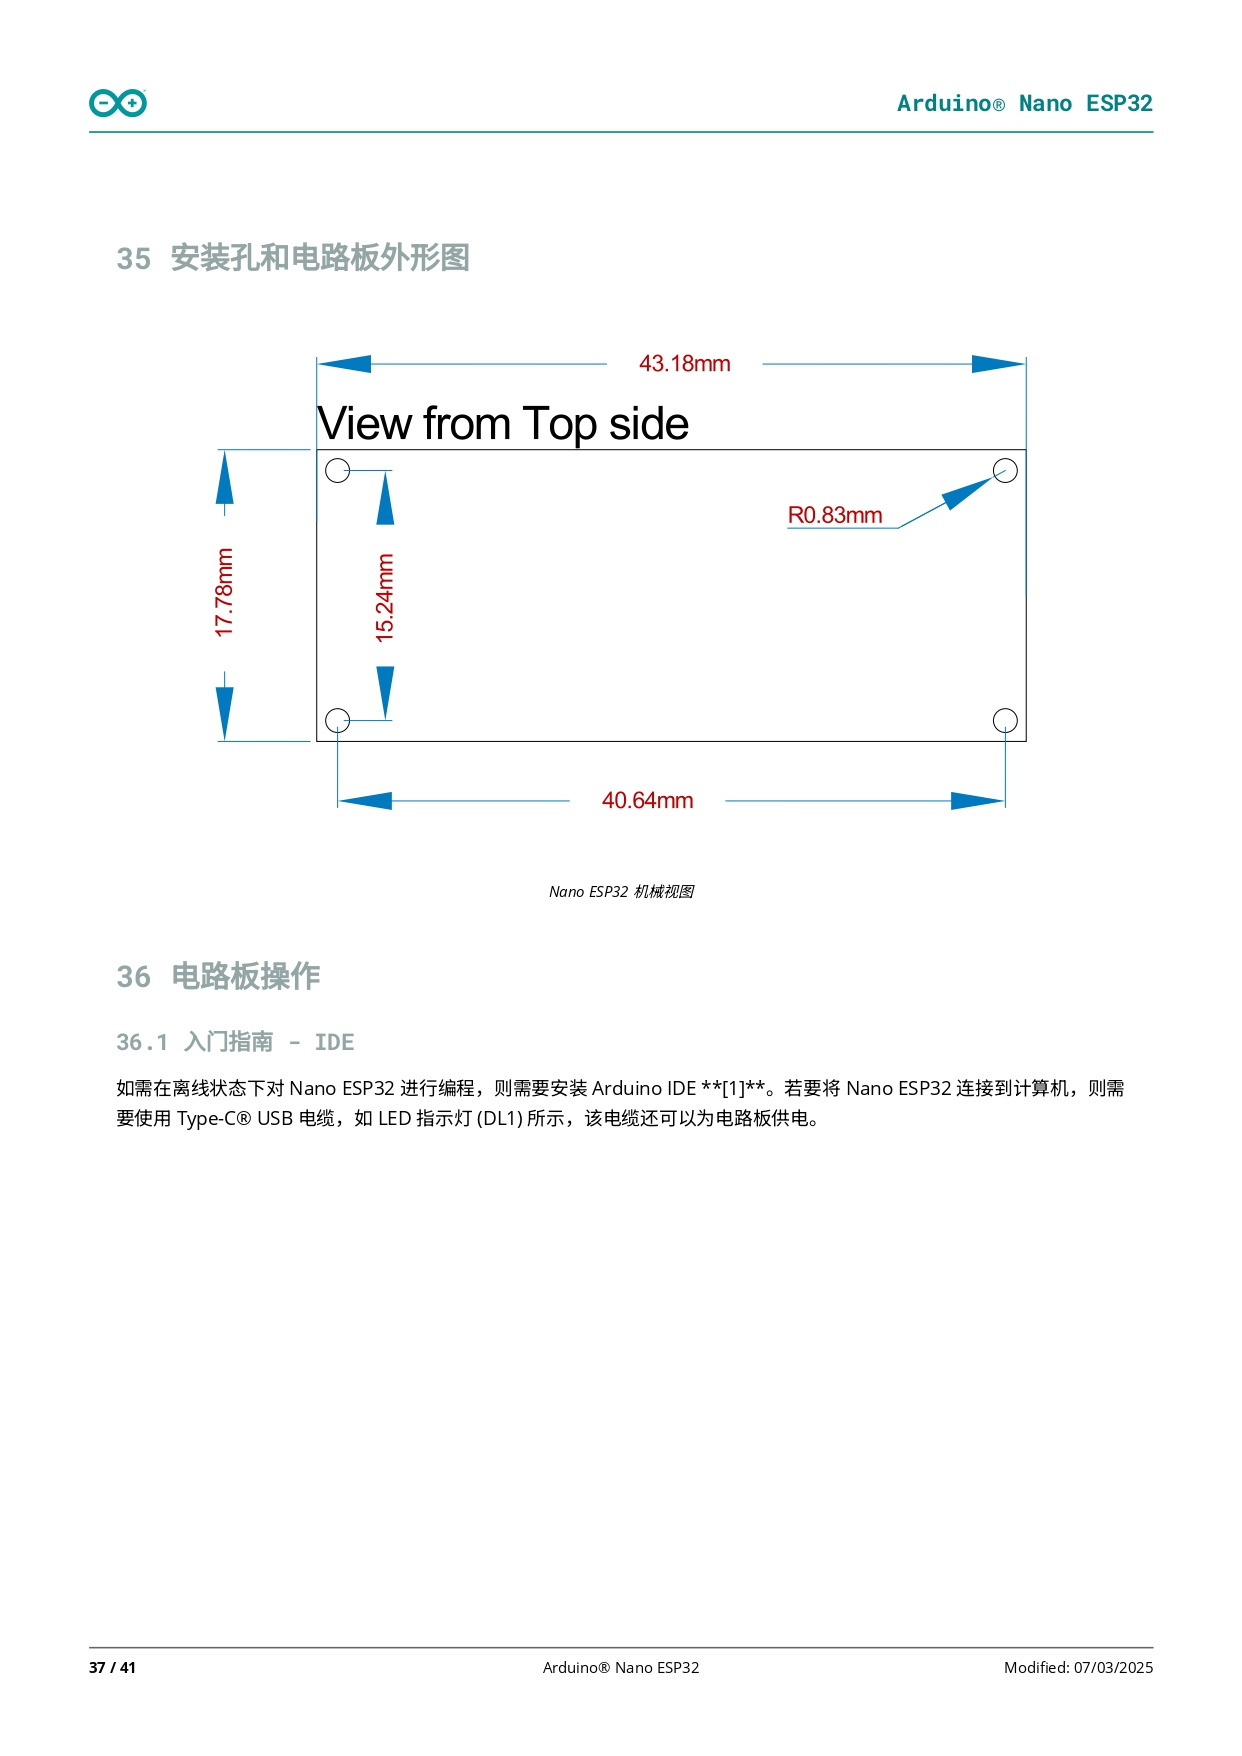 Arduino® Nano ESP32
35 安装孔和电路板外形图
43.18mm
View from Top side
R0.83mm
17.78mm
15.24mm
40.64mm
Nano ESP32 机械视图
36 电路板操作
36.1 入门指南 - IDE
如需在离线状态下对 Nano ESP32 进行编程，则需要安装 Arduino IDE **[1]**。若要将 Nano ESP32 连接到计算机，则需
要使用 Type-C® USB 电缆，如 LED 指示灯 (DL1) 所示，该电缆还可以为电路板供电。
37 / 41
Arduino® Nano ESP32
Modified: 07/03/2025